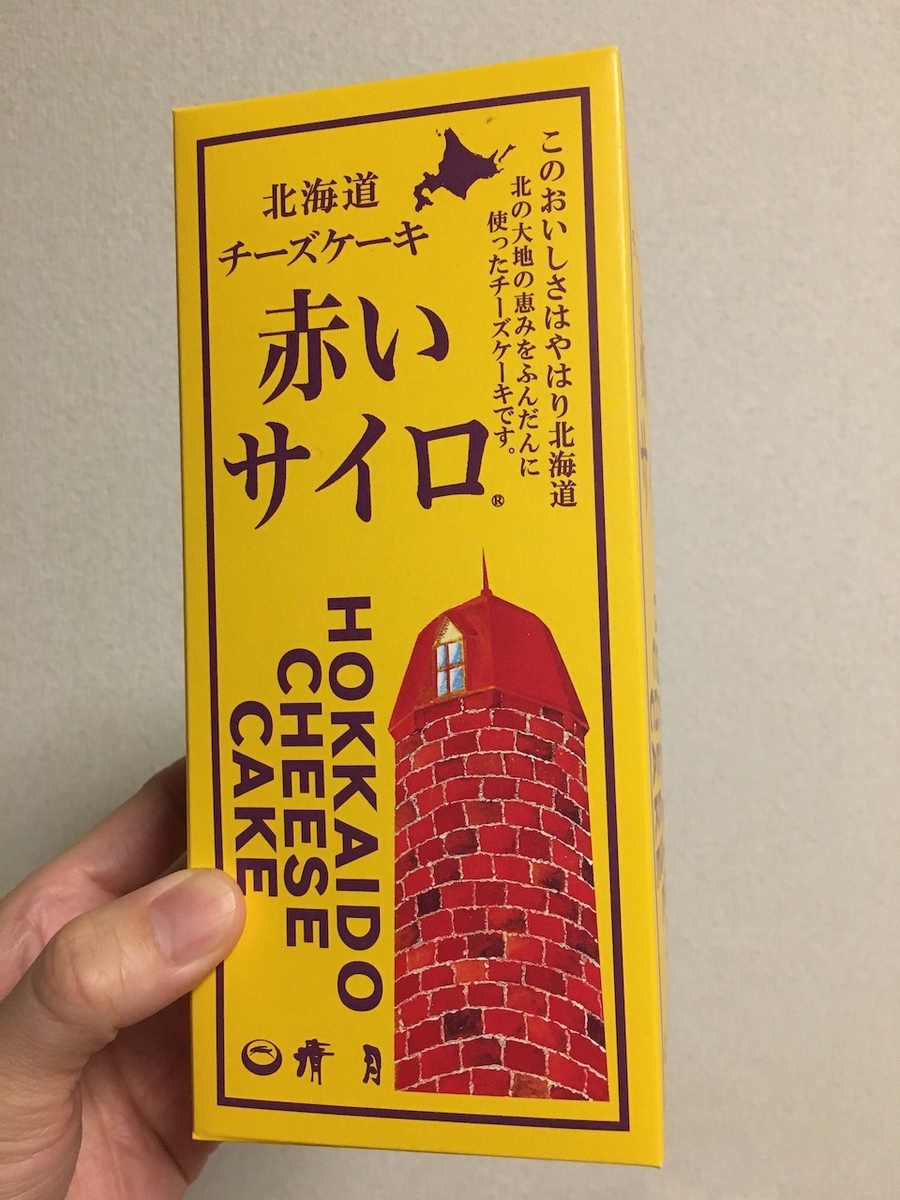 北海道
チーズケーキ
赤い
サイロ®
このおいしさはやはり北海道
北の大地の恵みをふんだんに
使ったチーズケーキです。
HOKKAIDO
CHEESE
CAKE
清月